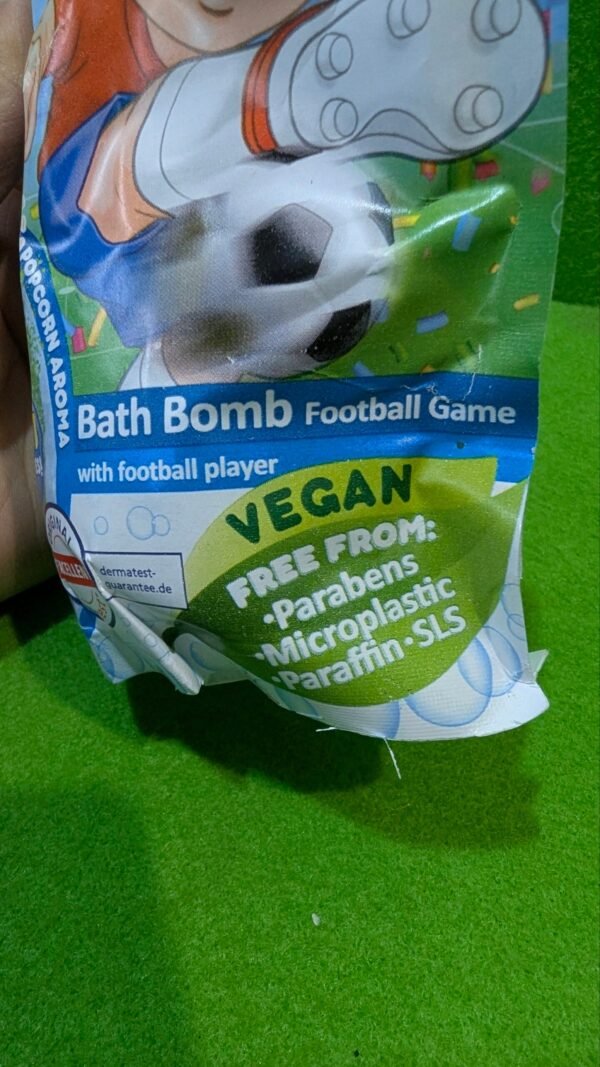 POPCORN AROMA
Bath Bomb Football Game
with football player
VEGAN
FREE FROM:
•Parabens
•Microplastic
•Paraffin•SLS
dermatest-
guarantee.de